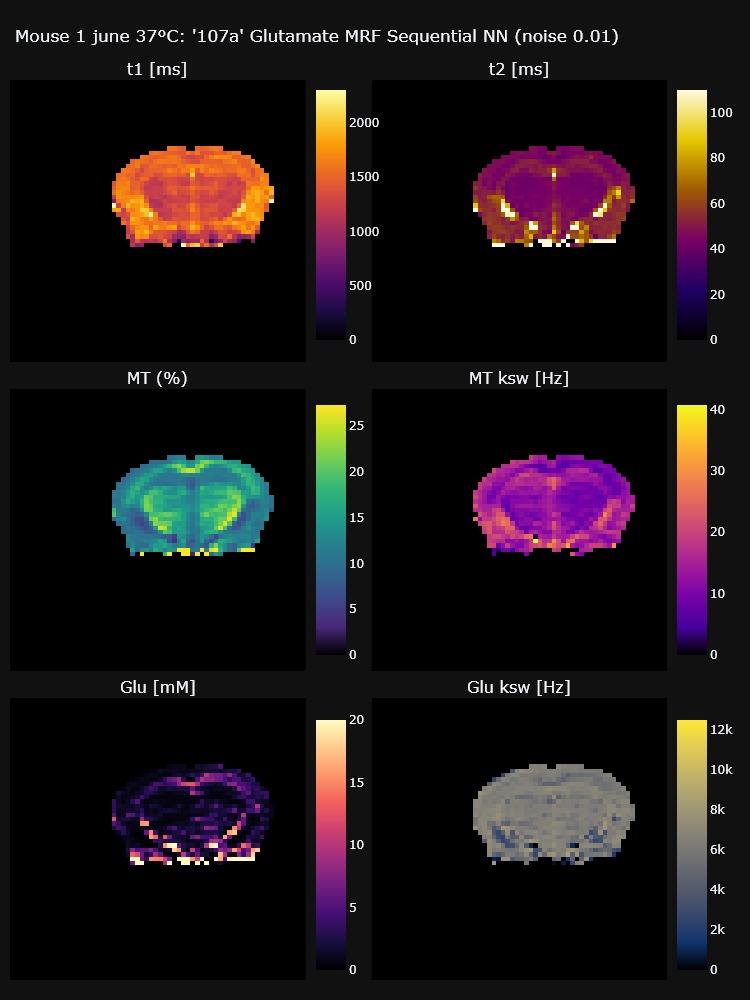 Mouse 1 june 37ºC: '107a' Glutamate MRF Sequential NN (noise 0.01)
t1 [ms]
t2 [ms]
2000
1500
1000
500
0
100
80
60
40
20
0
MT (%)
MT ksw [Hz]
25
20
15
10
5
0
40
30
20
10
0
Glu [mM]
Glu ksw [Hz]
20
15
10
5
0
12k
10k
8k
6k
4k
2k
0